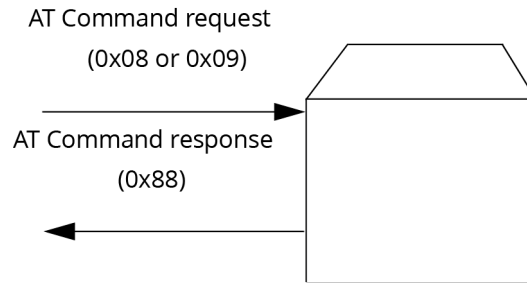 AT Command request
(0x08 or 0x09)
AT Command response
(0x88)